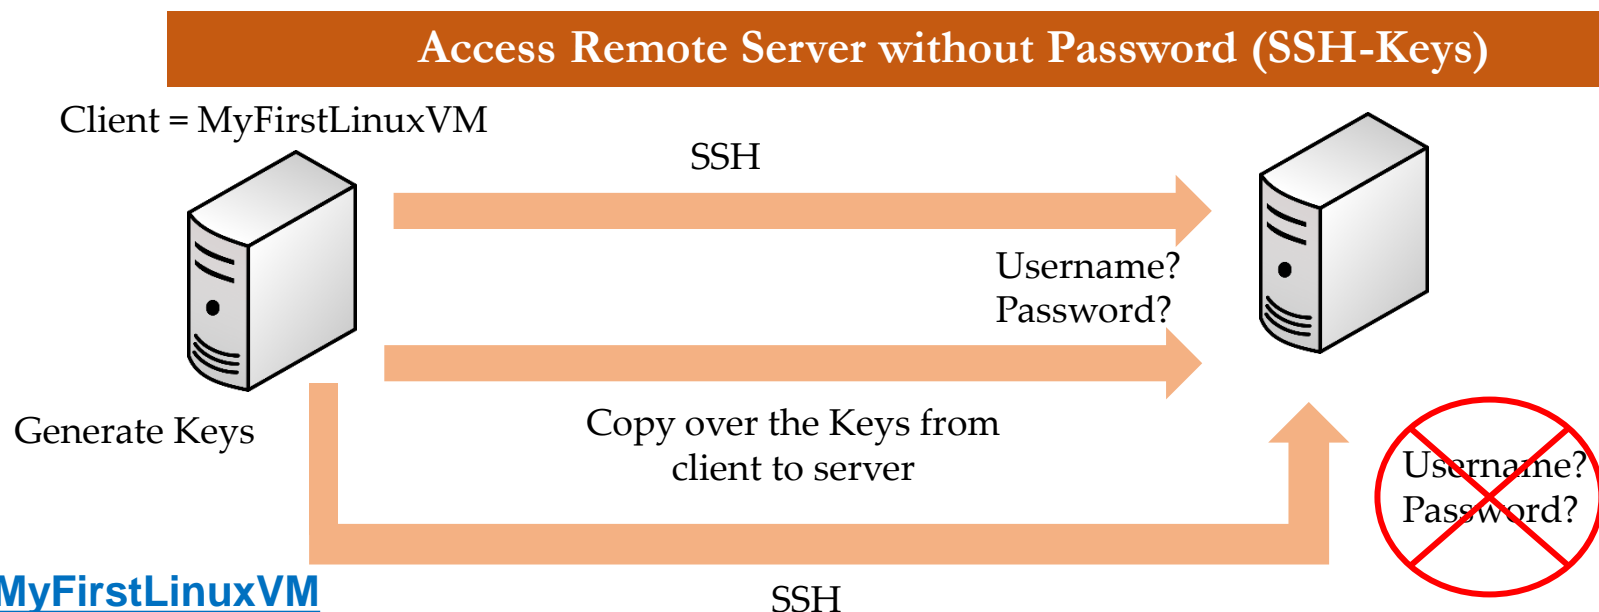 Access Remote Server without Password (SSH-Keys)
Client = MyFirstLinuxVM
SSH
Username?
Password?
Generate Keys
Copy over the Keys from
client to server
Username?
Password?
MyFirstLinuxVM
SSH